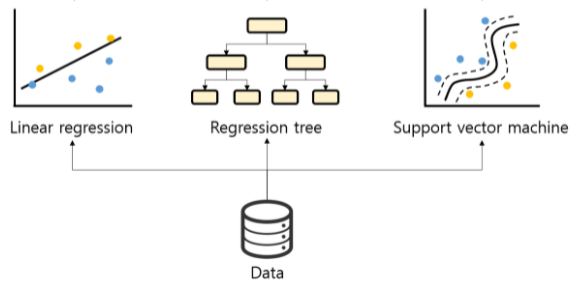 Linear regression
Regression tree
Support vector machine
Data